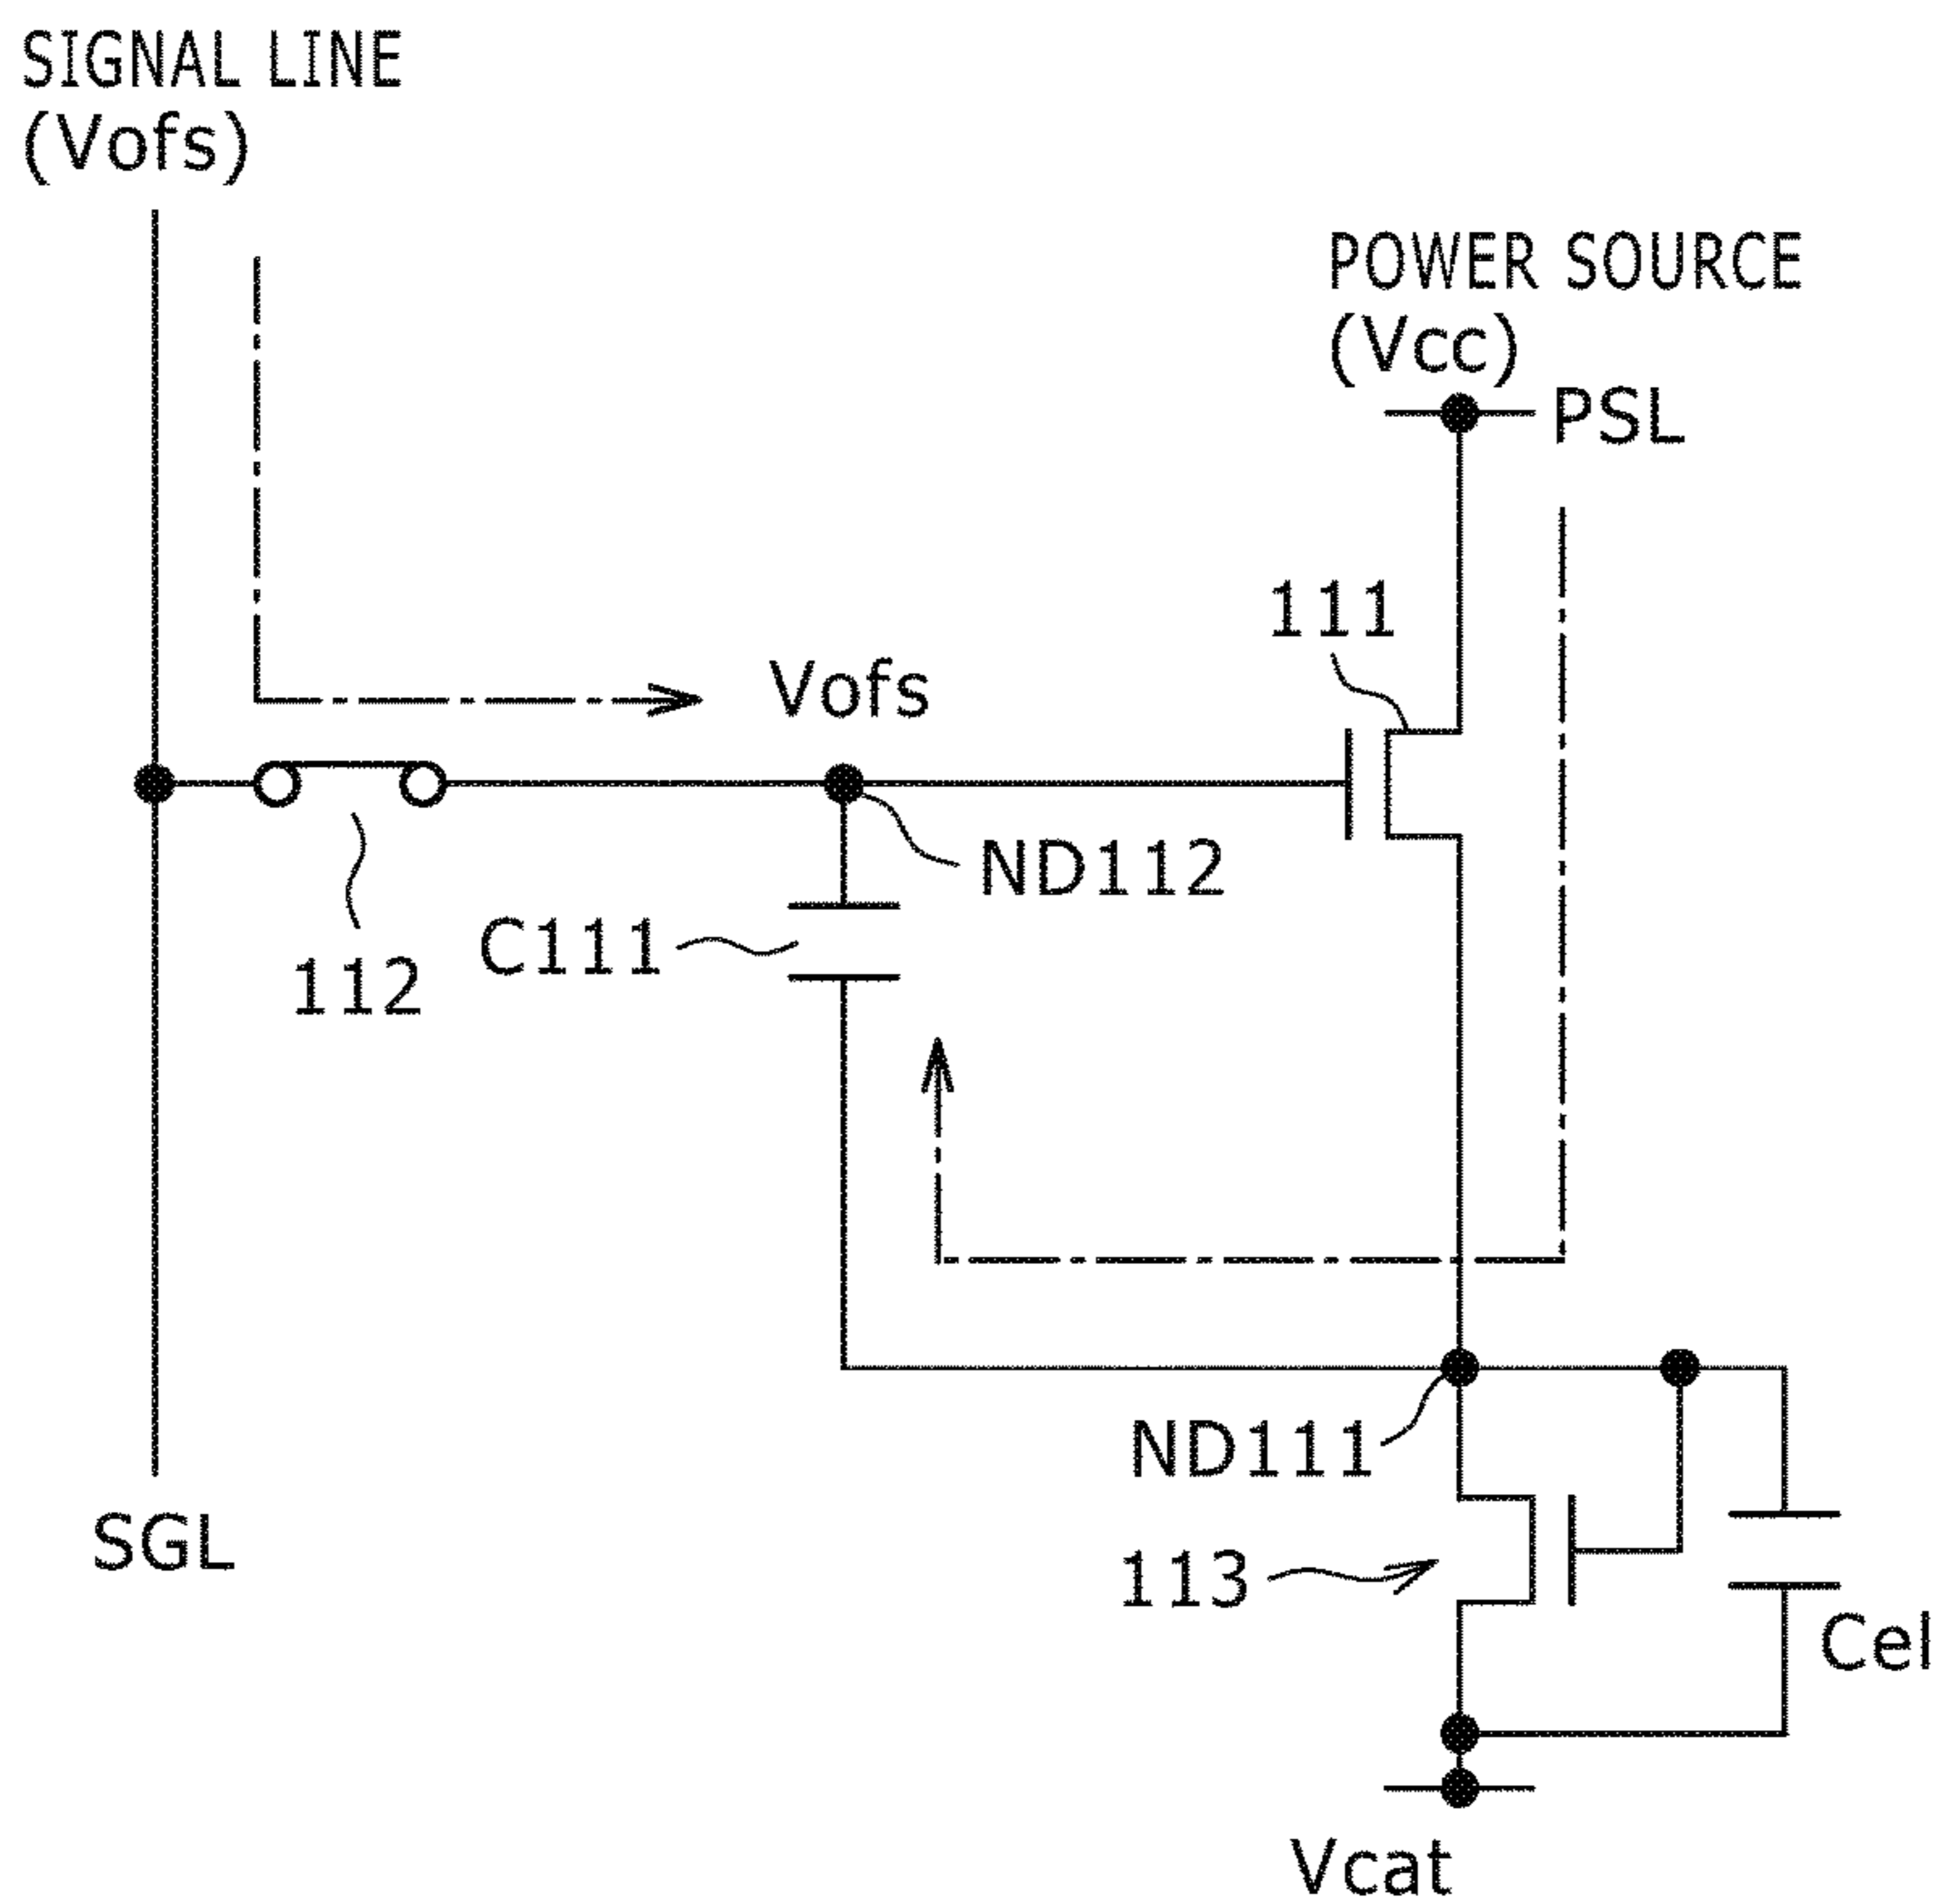 SIGNAL LINE
(Vofs)
POWER SOURCE
(Vcc)
PSL
111
Vofs
ND112
C111
112
ND111
SGL
113
Cel
Vcat